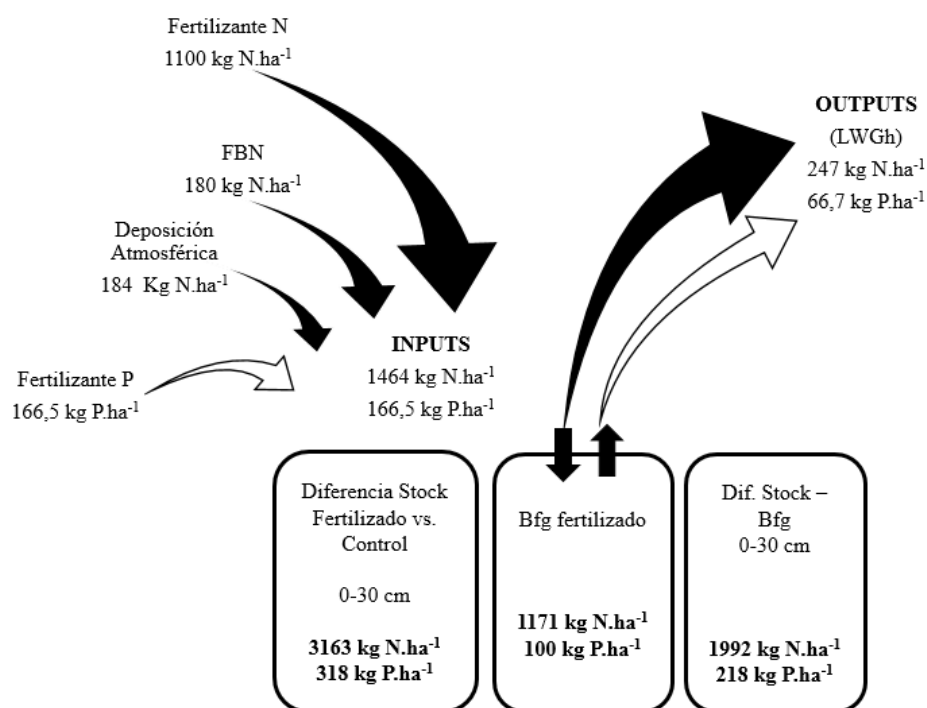 Fertilizante N
1100 kg N.ha-1
FBN
180 kg N.ha-1
Deposición
Atmosférica
184 Kg N.ha-1
Fertilizante P
166,5 kg P.ha-1
INPUTS
1464 kg N.ha-1
166,5 kg P.ha-1
OUTPUTS
(LWGh)
247 kg N.ha-1
66,7 kg P.ha-1
Diferencia Stock
Fertilizado vs.
Control
0-30 cm
3163 kg N.ha-1
318 kg P.ha-1
Bfg fertilizado
1171 kg N.ha-1
100 kg P.ha-1
Dif. Stock –
Bfg
0-30 cm
1992 kg N.ha-1
218 kg P.ha-1